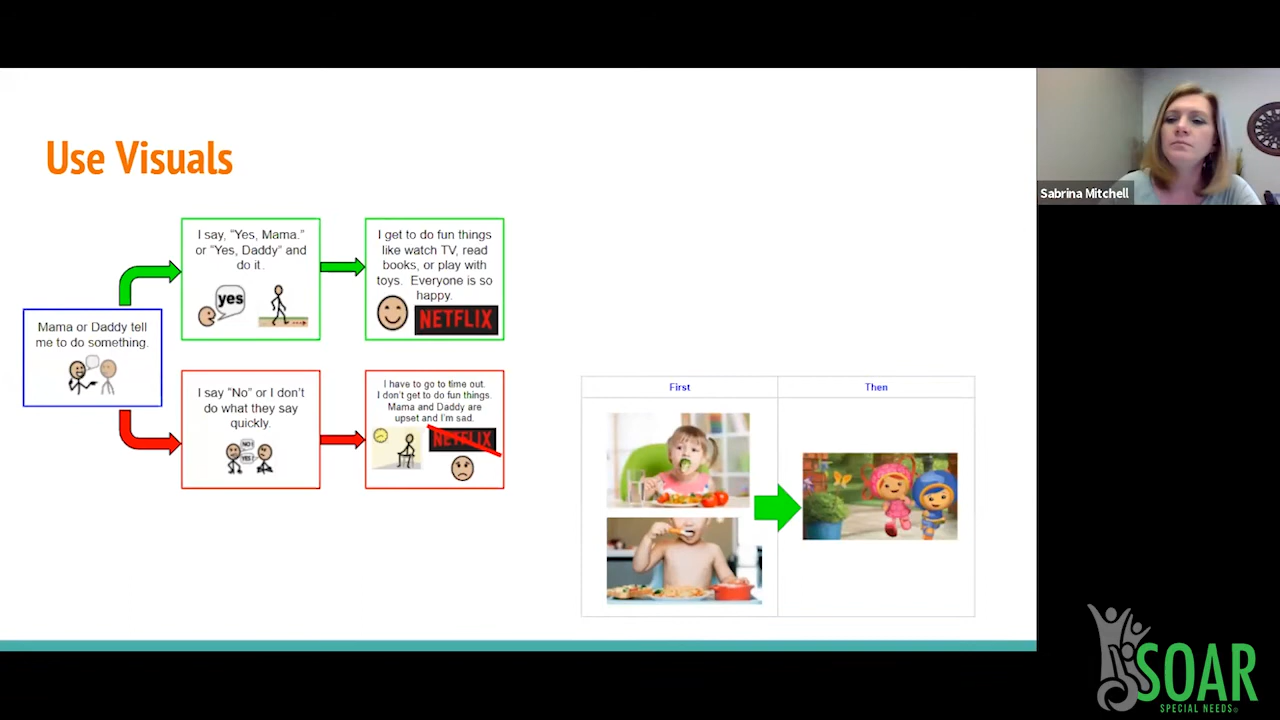 Use Visuals
Sabrina Mitchell
I say, "Yes, Mama."
or "Yes, Daddy" and
do it.
yes
I get to do fun things
like watch TV, read
books, or play with
toys. Everyone is so
happy.
NETFLIX
Mama or Daddy tell
me to do something.
I say "No" or I don't
do what they say
quickly.
NO!
YES!
I have to go to time out.
I don't get to do fun things.
Mama and Daddy are
upset and I'm sad.
NETFLIX
First
Then
SOAR
SPECIAL NEEDS